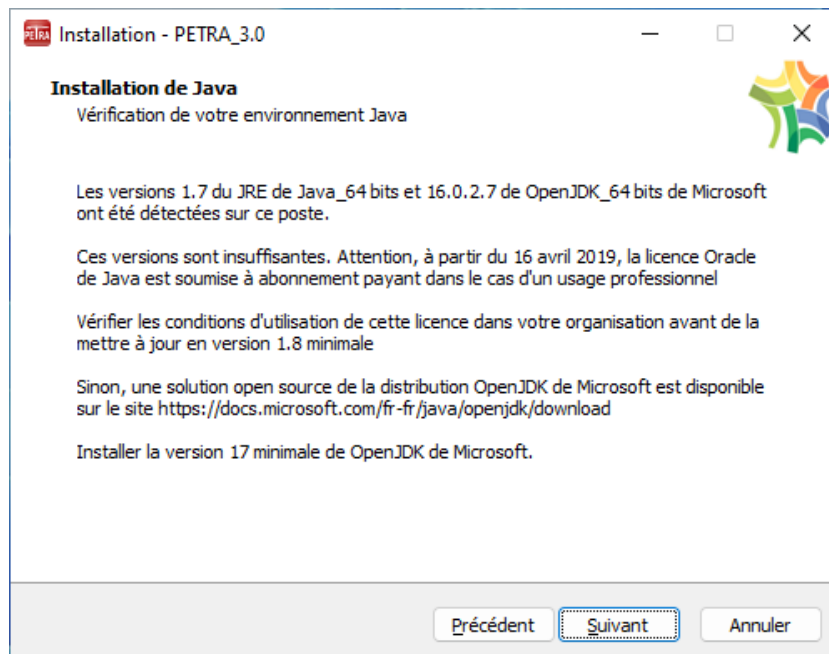 PETRA Installation - PETRA_3.0
Installation de Java
Vérification de votre environnement Java
Les versions 1.7 du JRE de Java_64 bits et 16.0.2.7 de OpenJDK_64 bits de Microsoft
ont été détectées sur ce poste.
Ces versions sont insuffisantes. Attention, à partir du 16 avril 2019, la licence Oracle
de Java est soumise à abonnement payant dans le cas d'un usage professionnel
Vérifier les conditions d'utilisation de cette licence dans votre organisation avant de la
mettre à jour en version 1.8 minimale
Sinon, une solution open source de la distribution OpenJDK de Microsoft est disponible
sur le site https://docs.microsoft.com/fr-fr/java/openjdk/download
Installer la version 17 minimale de OpenJDK de Microsoft.
Précédent Suivant Annuler